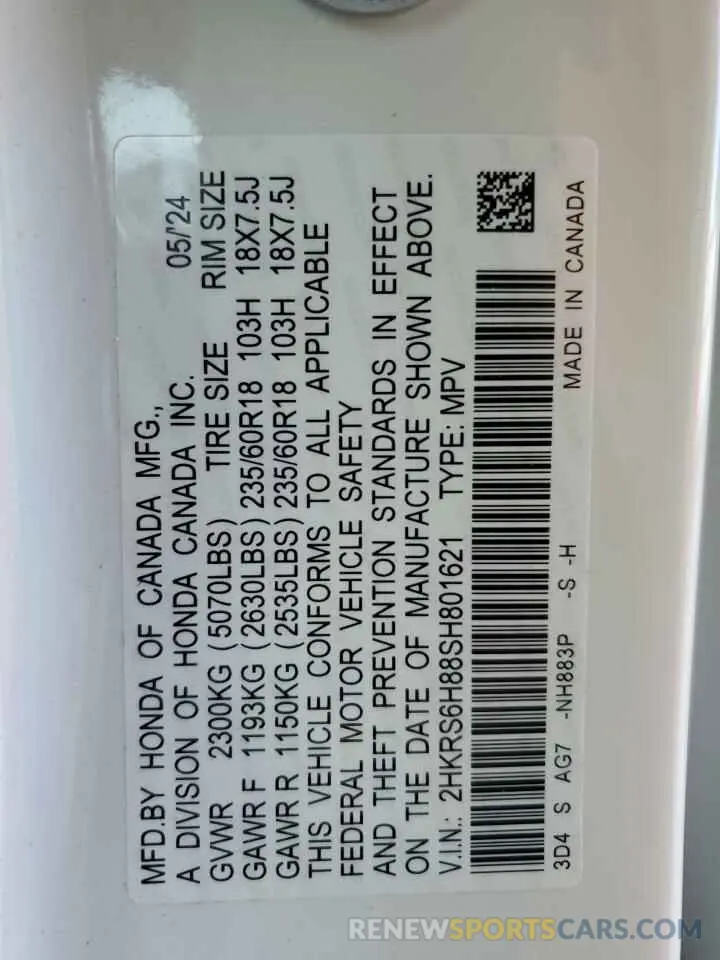 MFD.BY HONDA OF CANADA MFG.,
A DIVISION OF HONDA CANADA INC. 05/'24
GVWR 2300KG (5070LBS) TIRE SIZE RIM SIZE
GAWR F 1193KG (2630LBS) 235/60R18 103H 18X7.5J
GAWR R 1150KG (2535LBS) 235/60R18 103H 18X7.5J
THIS VEHICLE CONFORMS TO ALL APPLICABLE
FEDERAL MOTOR VEHICLE SAFETY
AND THEFT PREVENTION STANDARDS IN EFFECT
ON THE DATE OF MANUFACTURE SHOWN ABOVE.
V.I.N.: 2HKRS6H88SH801621 TYPE: MPV
3D4 S AG7 -NH883P -S -H MADE IN CANADA
RENEWSPORTSCARS.COM